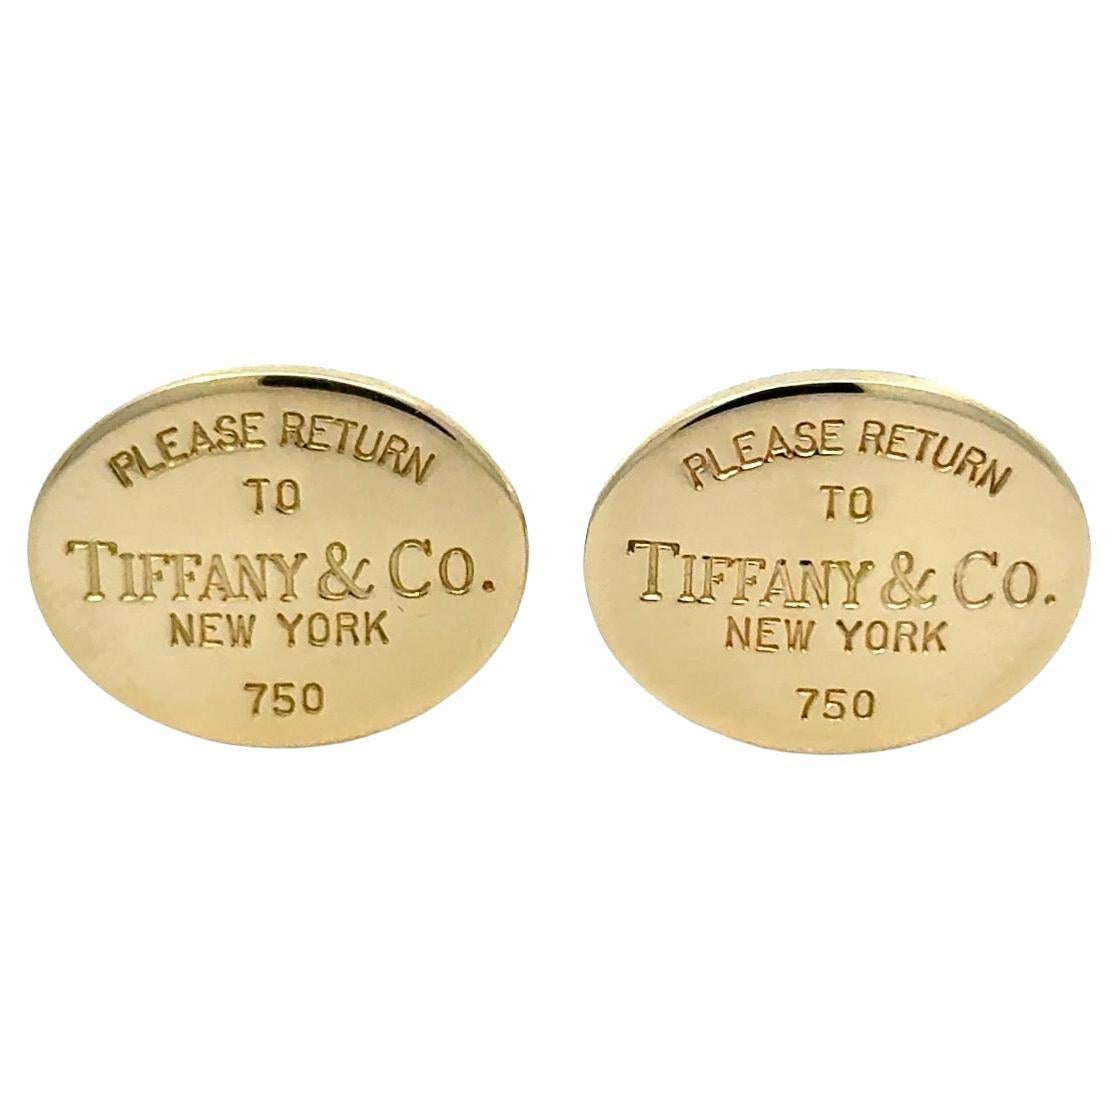 PLEASE RETURN
TO
TIFFANY & CO.
NEW YORK
750
PLEASE RETURN
TO
TIFFANY & CO.
NEW YORK
750